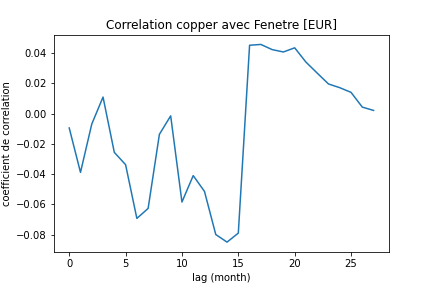 Correlation copper avec Fenetre [EUR]
coefficient de correlation
0.04
0.02
0.00
−0.02
−0.04
−0.06
−0.08
0 5 10 15 20 25
lag (month)